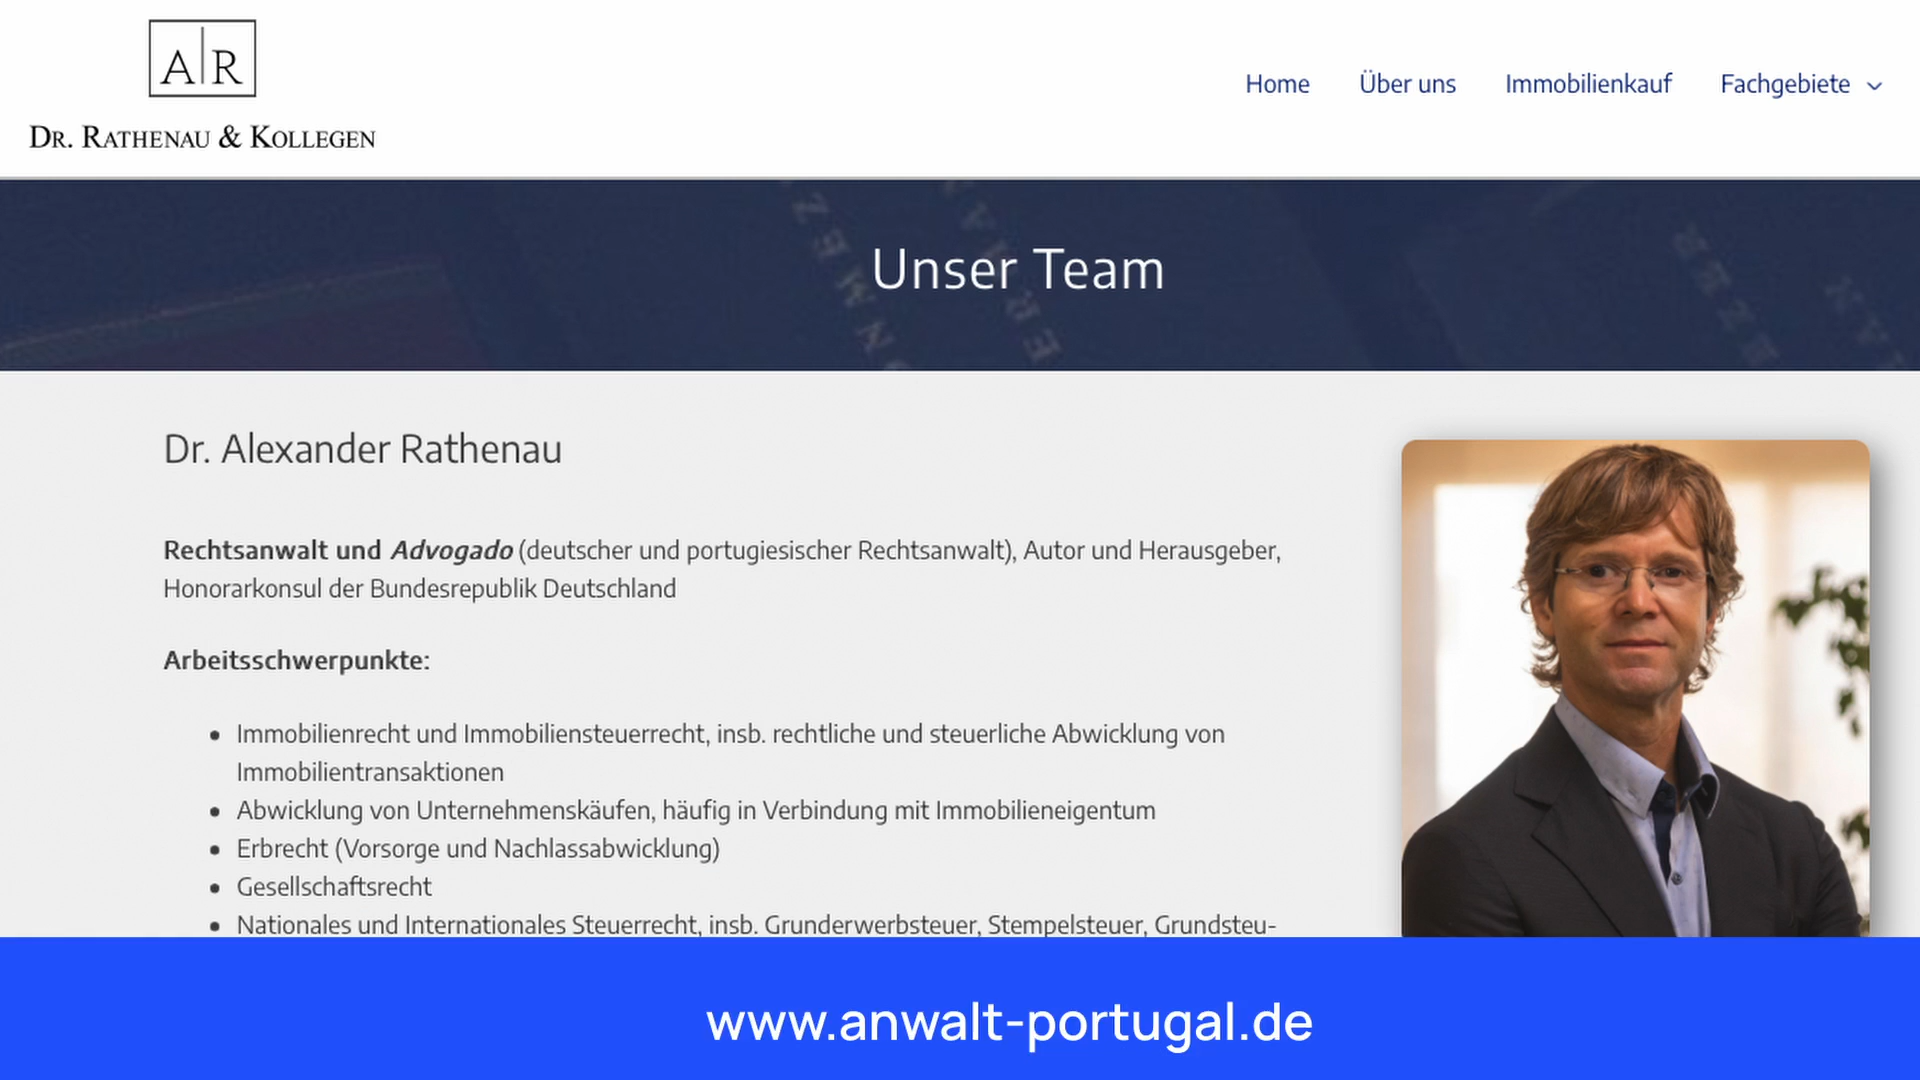 A|R
DR. RATHENAU & KOLLEGEN
Home Über uns Immobilienkauf Fachgebiete
Unser Team
Dr. Alexander Rathenau
Rechtsanwalt und Advogado (deutscher und portugiesischer Rechtsanwalt), Autor und Herausgeber,
Honorarkonsul der Bundesrepublik Deutschland
Arbeitsschwerpunkte:
• Immobilienrecht und Immobiliensteuerrecht, insb. rechtliche und steuerliche Abwicklung von
Immobilientransaktionen
• Abwicklung von Unternehmenskäufen, häufig in Verbindung mit Immobilieneigentum
• Erbrecht (Vorsorge und Nachlassabwicklung)
• Gesellschaftsrecht
• Nationales und Internationales Steuerrecht, insb. Grunderwerbsteuer, Stempelsteuer, Grundsteu-
www.anwalt-portugal.de